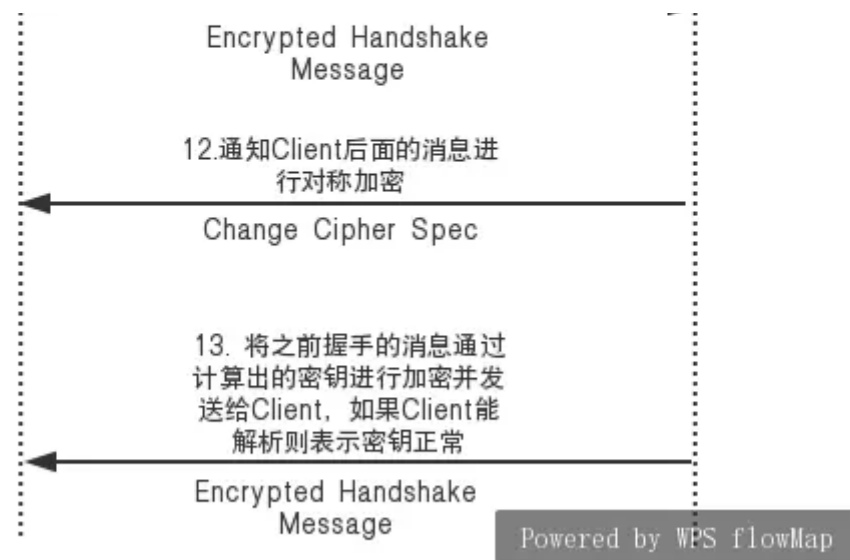 Encrypted Handshake
Message
12.通知Client后面的消息进
行对称加密
Change Cipher Spec
13. 将之前握手的消息通过
计算出的密钥进行加密并发
送给Client，如果Client能
解析则表示密钥正常
Encrypted Handshake
Message
Powered by WPS flowMap